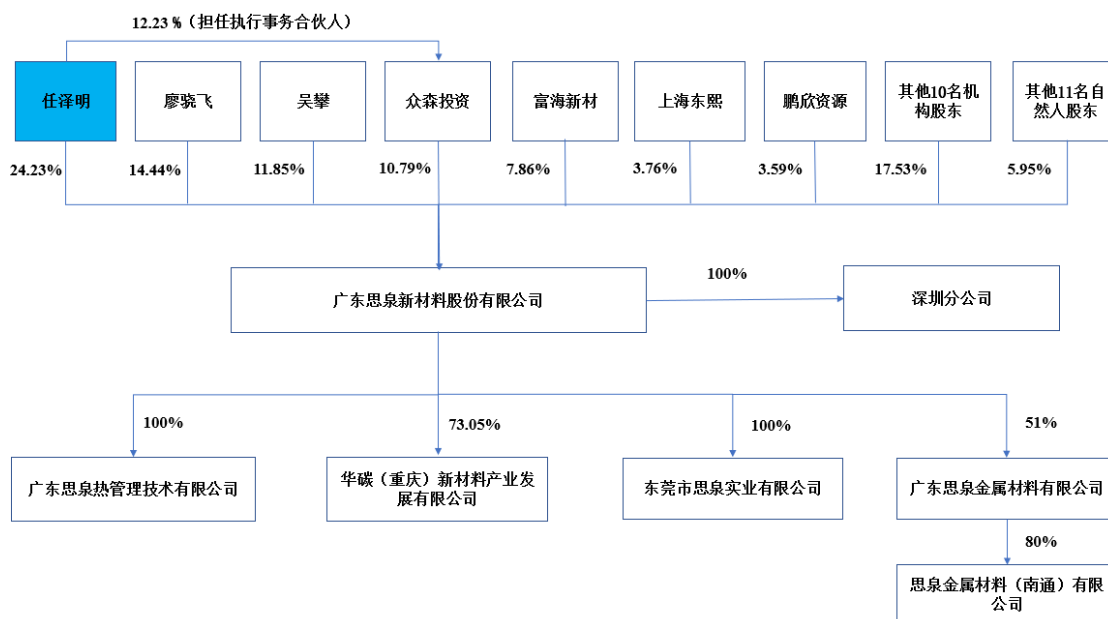 12.23％（担任执行事务合伙人）
任泽明
廖骁飞
吴攀
众森投资
富海新材
上海东熙
鹏欣资源
其他10名机
构股东
其他11名自
然人股东
24.23%
14.44%
11.85%
10.79%
7.86%
3.76%
3.59%
17.53%
5.95%
广东思泉新材料股份有限公司
100%
深圳分公司
100%
73.05%
100%
51%
广东思泉热管理技术有限公司
华碳（重庆）新材料产业发
展有限公司
东莞市思泉实业有限公司
广东思泉金属材料有限公司
80%
思泉金属材料（南通）有限
公司